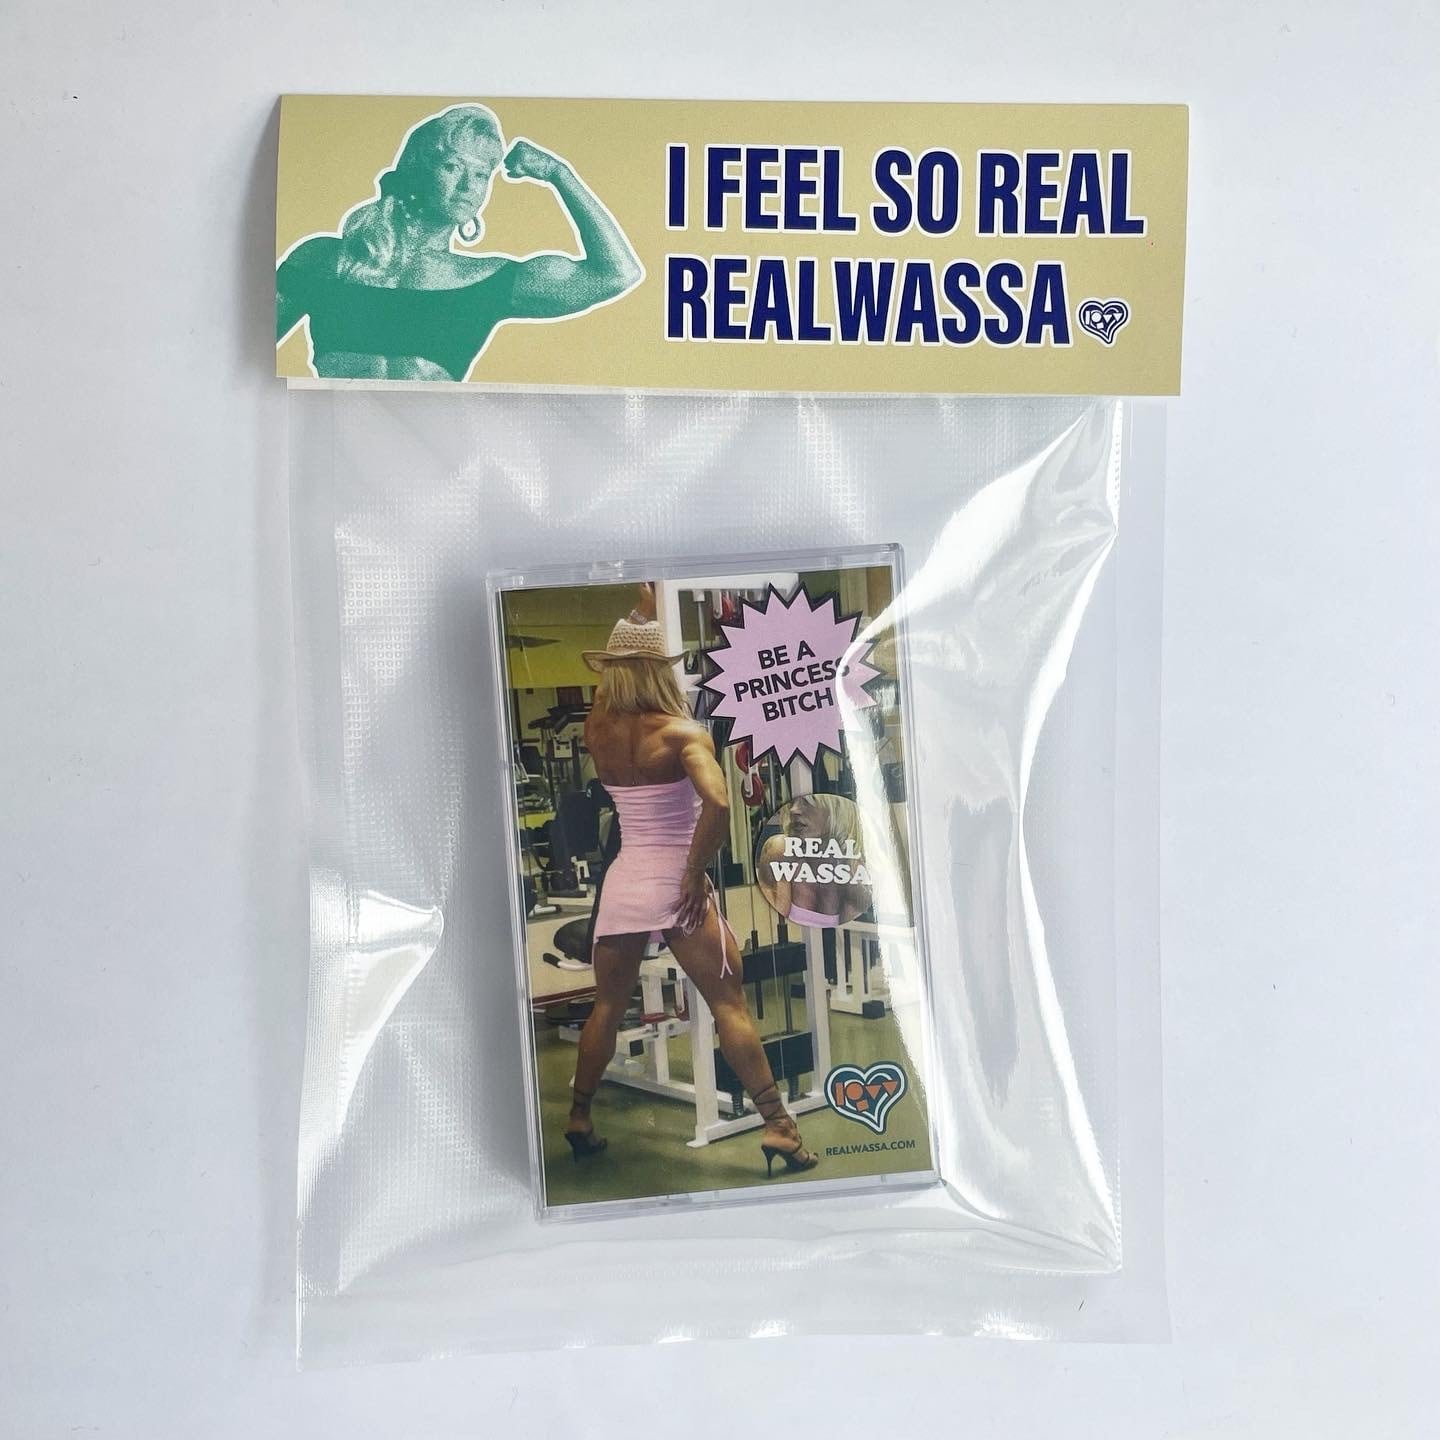 I FEEL SO REAL
REALWASSA
BE A
PRINCESS
BITCH
REAL
WASSA
REALWASSA.COM